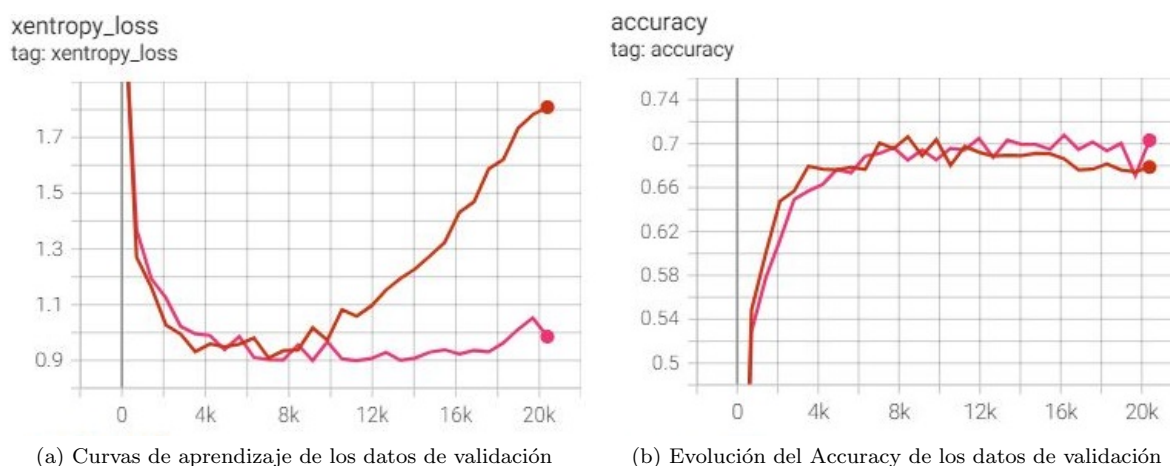 xentropy_loss
tag: xentropy_loss
1.7
1.5
1.3
1.1
0.9
0 4k 8k 12k 16k 20k
(a) Curvas de aprendizaje de los datos de validación
accuracy
tag: accuracy
0.74
0.7
0.66
0.62
0.58
0.54
0.5
0 4k 8k 12k 16k 20k
(b) Evolución del Accuracy de los datos de validación